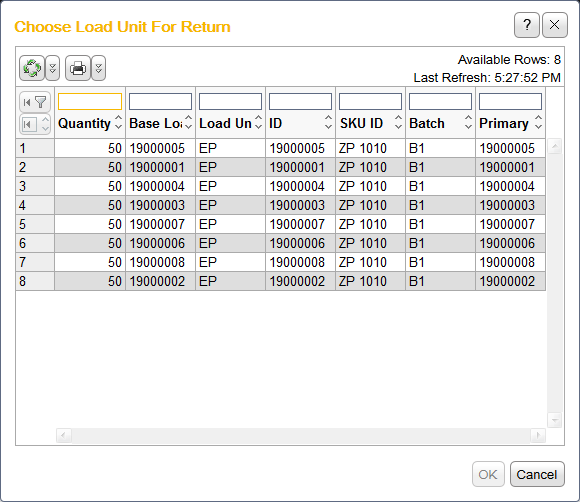 Choose Load Unit For Return
?
Available Rows: 8
Last Refresh: 5:27:52 PM
Quantity Base Loa Load Un ID SKU ID Batch Primary
1 50 19000005 EP 19000005 ZP 1010 B1 19000005
2 50 19000001 EP 19000001 ZP 1010 B1 19000001
3 50 19000004 EP 19000004 ZP 1010 B1 19000004
4 50 19000003 EP 19000003 ZP 1010 B1 19000003
5 50 19000007 EP 19000007 ZP 1010 B1 19000007
6 50 19000006 EP 19000006 ZP 1010 B1 19000006
7 50 19000008 EP 19000008 ZP 1010 B1 19000008
8 50 19000002 EP 19000002 ZP 1010 B1 19000002
OK Cancel